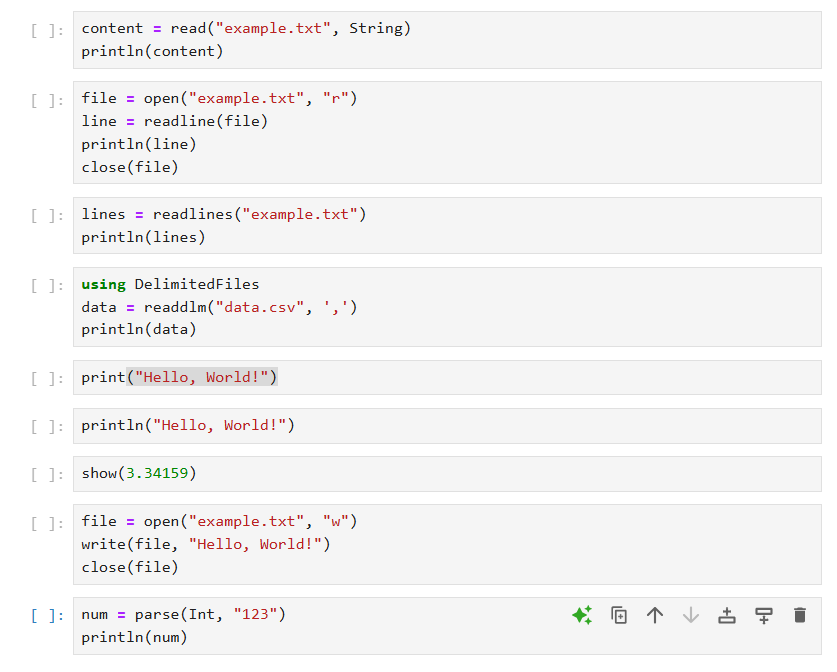 [ ]: content = read("example.txt", String)
println(content)
[ ]: file = open("example.txt", "r")
line = readline(file)
println(line)
close(file)
[ ]: lines = readlines("example.txt")
println(lines)
[ ]: using DelimitedFiles
data = readdlm("data.csv", ',')
println(data)
[ ]: print("Hello, World!")
[ ]: println("Hello, World!")
[ ]: show(3.34159)
[ ]: file = open("example.txt", "w")
write(file, "Hello, World!")
close(file)
[ ]: num = parse(Int, "123")
println(num)